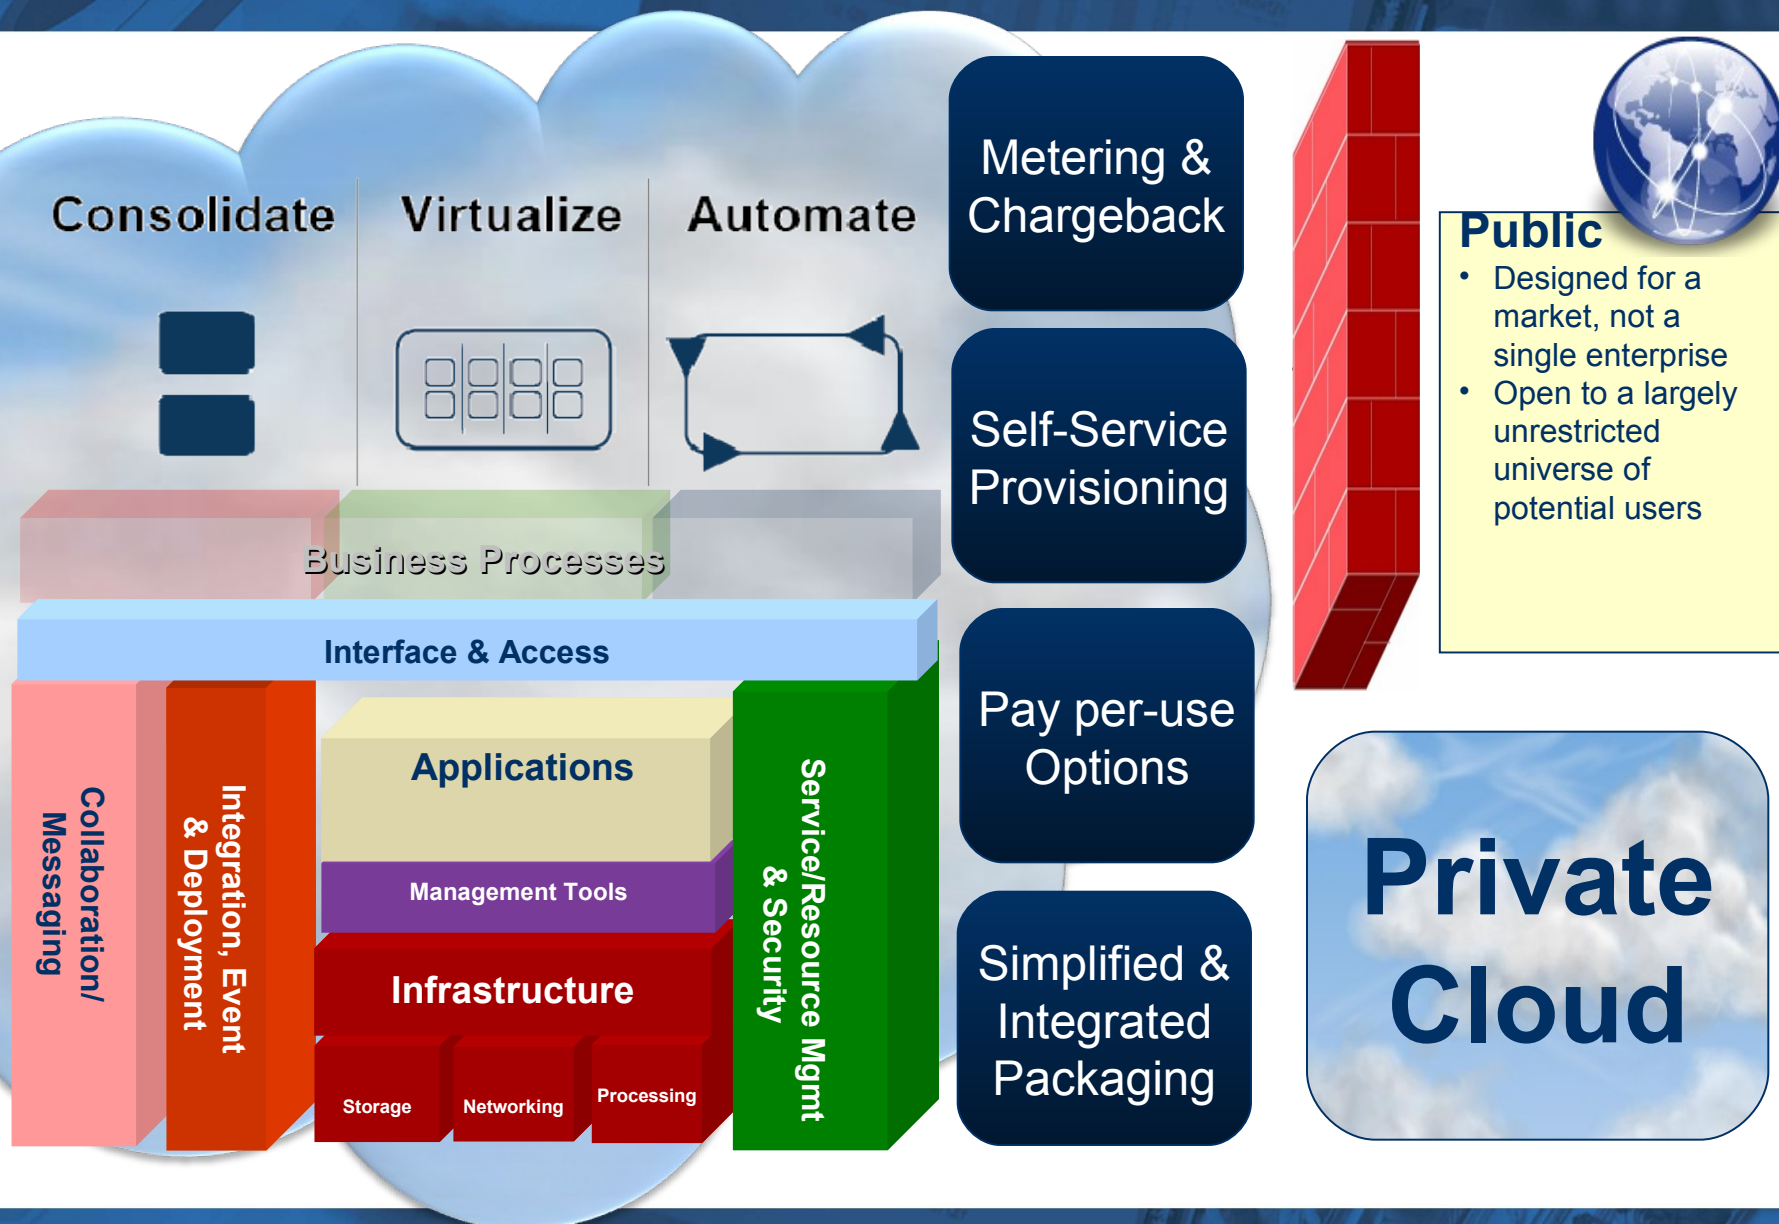 Consolidate
Virtualize
Automate
Business Processes
Interface & Access
Collaboration/
Messaging
Integration, Event
& Deployment
Applications
Management Tools
Infrastructure
Storage
Networking
Processing
Service/Resource Mgmt
& Security
Metering &
Chargeback
Self-Service
Provisioning
Pay per-use
Options
Simplified &
Integrated
Packaging
Public
• Designed for a
market, not a
single enterprise
• Open to a largely
unrestricted
universe of
potential users
Private
Cloud